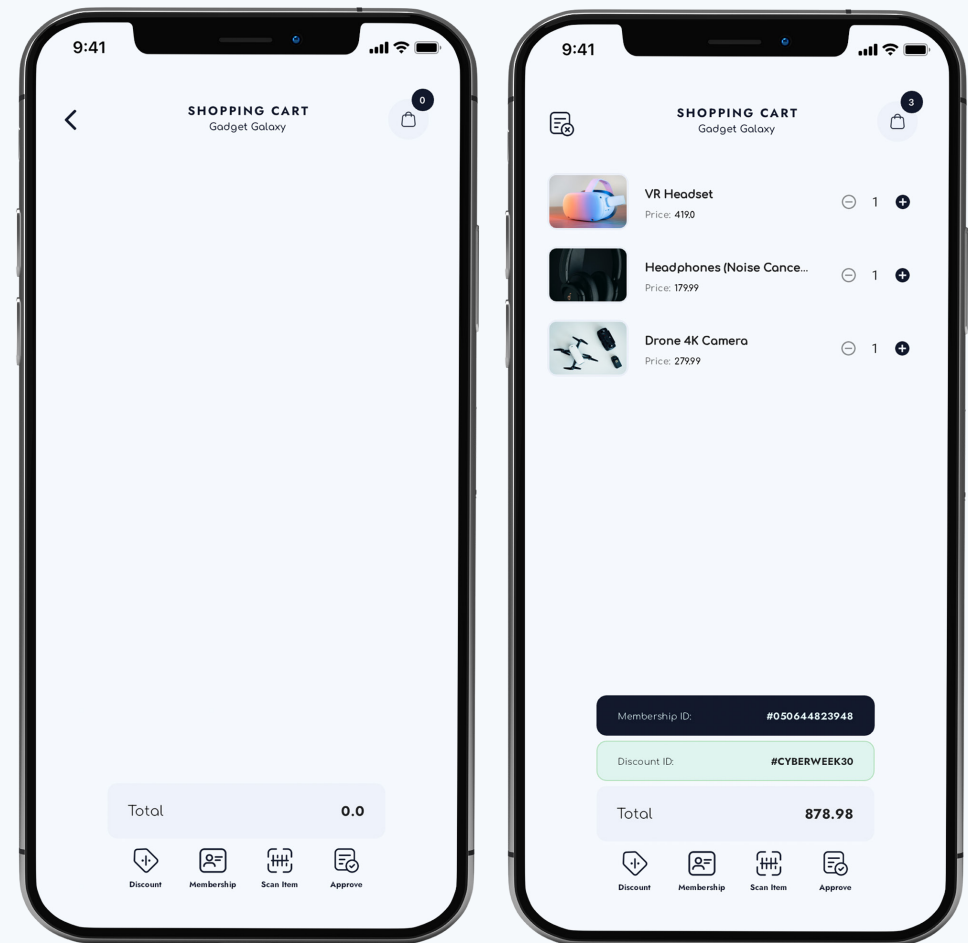 9:41
SHOPPING CART
Gadget Galaxy
0
Total 0.0
Discount Membership Scan Item Approve
9:41
SHOPPING CART
Gadget Galaxy
3
VR Headset
Price: 419.0
1
Headphones (Noise Cance...
Price: 179.99
1
Drone 4K Camera
Price: 279.99
1
Membership ID: #050644823948
Discount ID: #CYBERWEEK30
Total 878.98
Discount Membership Scan Item Approve